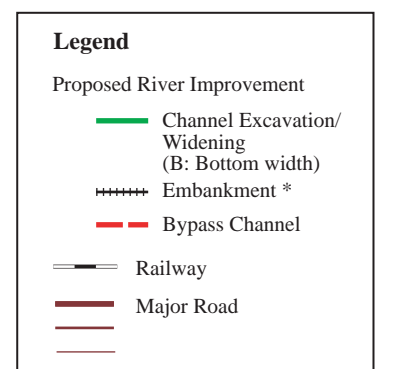 Legend
Proposed River Improvement
Channel Excavation/
Widening
(B: Bottom width)
Embankment *
Bypass Channel
Railway
Major Road